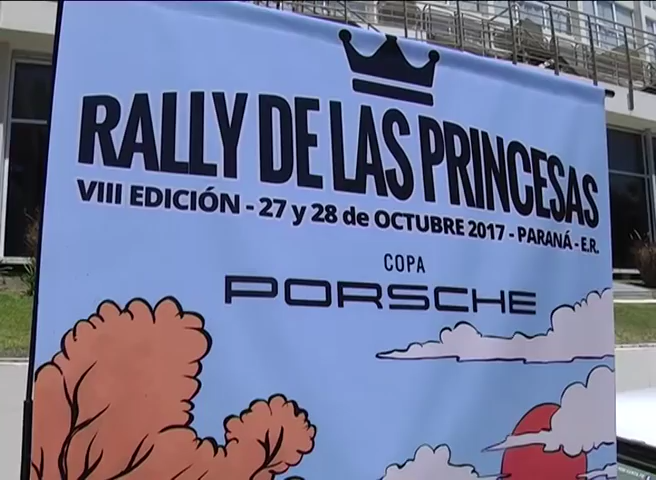 RALLY DE LAS PRINCESAS
VIII EDICIÓN - 27 y 28 de OCTUBRE 2017 - PARANÁ - E.R.
COPA
PORSCHE